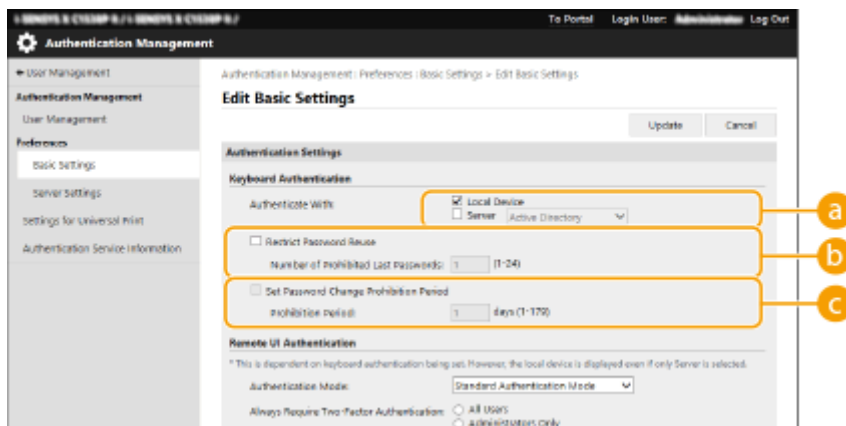 To Portal Login User: Log Out
Authentication Management
User Management
Authentication Management : Preferences : Basic Settings > Edit Basic Settings
Authentication Management
User Management
Preferences
Basic Settings
Server Settings
Settings for Universal Print
Authentication Service Information
Edit Basic Settings
Update Cancel
Authentication Settings
Keyboard Authentication
Authenticate With: Local Device
Server Active Directory
a
Restrict Password Reuse
Number of Prohibited Last Passwords: 1 (1-24)
b
Set Password Change Prohibition Period
Prohibition Period: 1 days (1-179)
c
Remote UI Authentication
* This is dependent on keyboard authentication being set. However, the local device is displayed even if only Server is selected.
Authentication Mode: Standard Authentication Mode
Always Require Two-Factor Authentication: All Users
Administrators Only